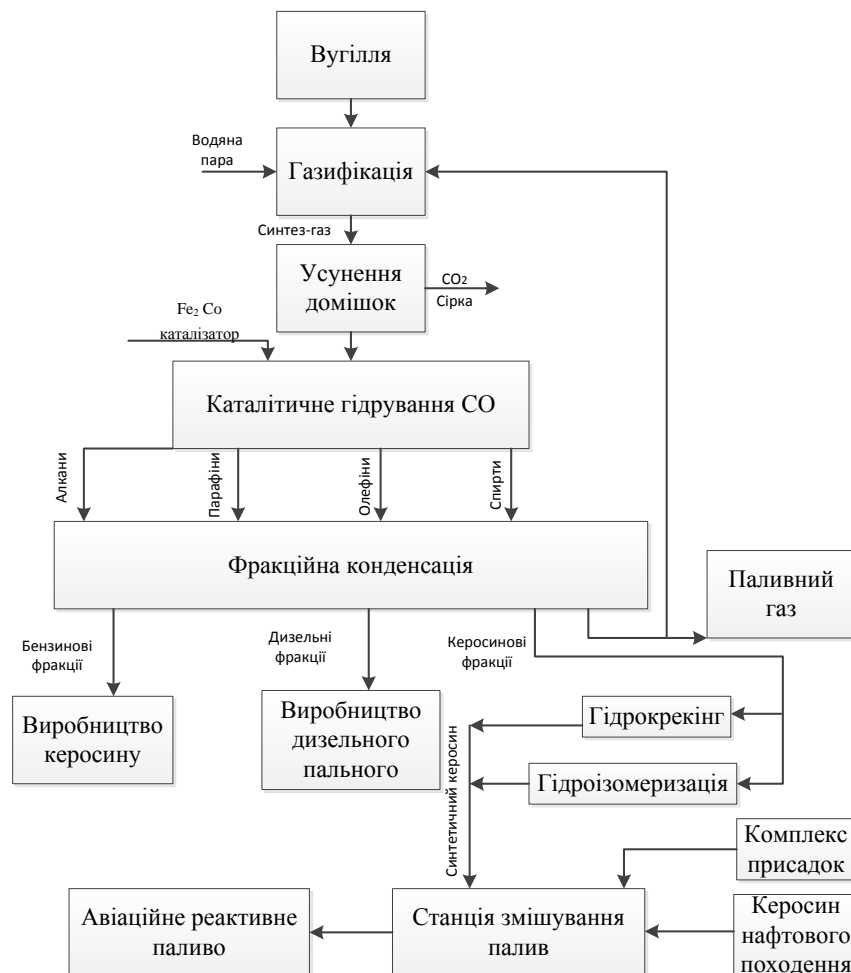 Вугілля
Водяна
пара
Газифікація
Синтез-газ
Усунення
домішок
CO₂
Сірка
Fe₂ Co
каталізатор
Каталітичне гідрування СО
Алкани
Парафіни
Олефіни
Спирти
Фракційна конденсація
Паливний
газ
Бензинові
фракції
Дизельні
фракції
Керосинові
фракції
Виробництво
керосину
Виробництво
дизельного
пального
Гідрокрекінг
Гідроізомеризація
Синтетичний керосин
Комплекс
присадок
Авіаційне реактивне
паливо
Станція змішування
палив
Керосин
нафтового
походення